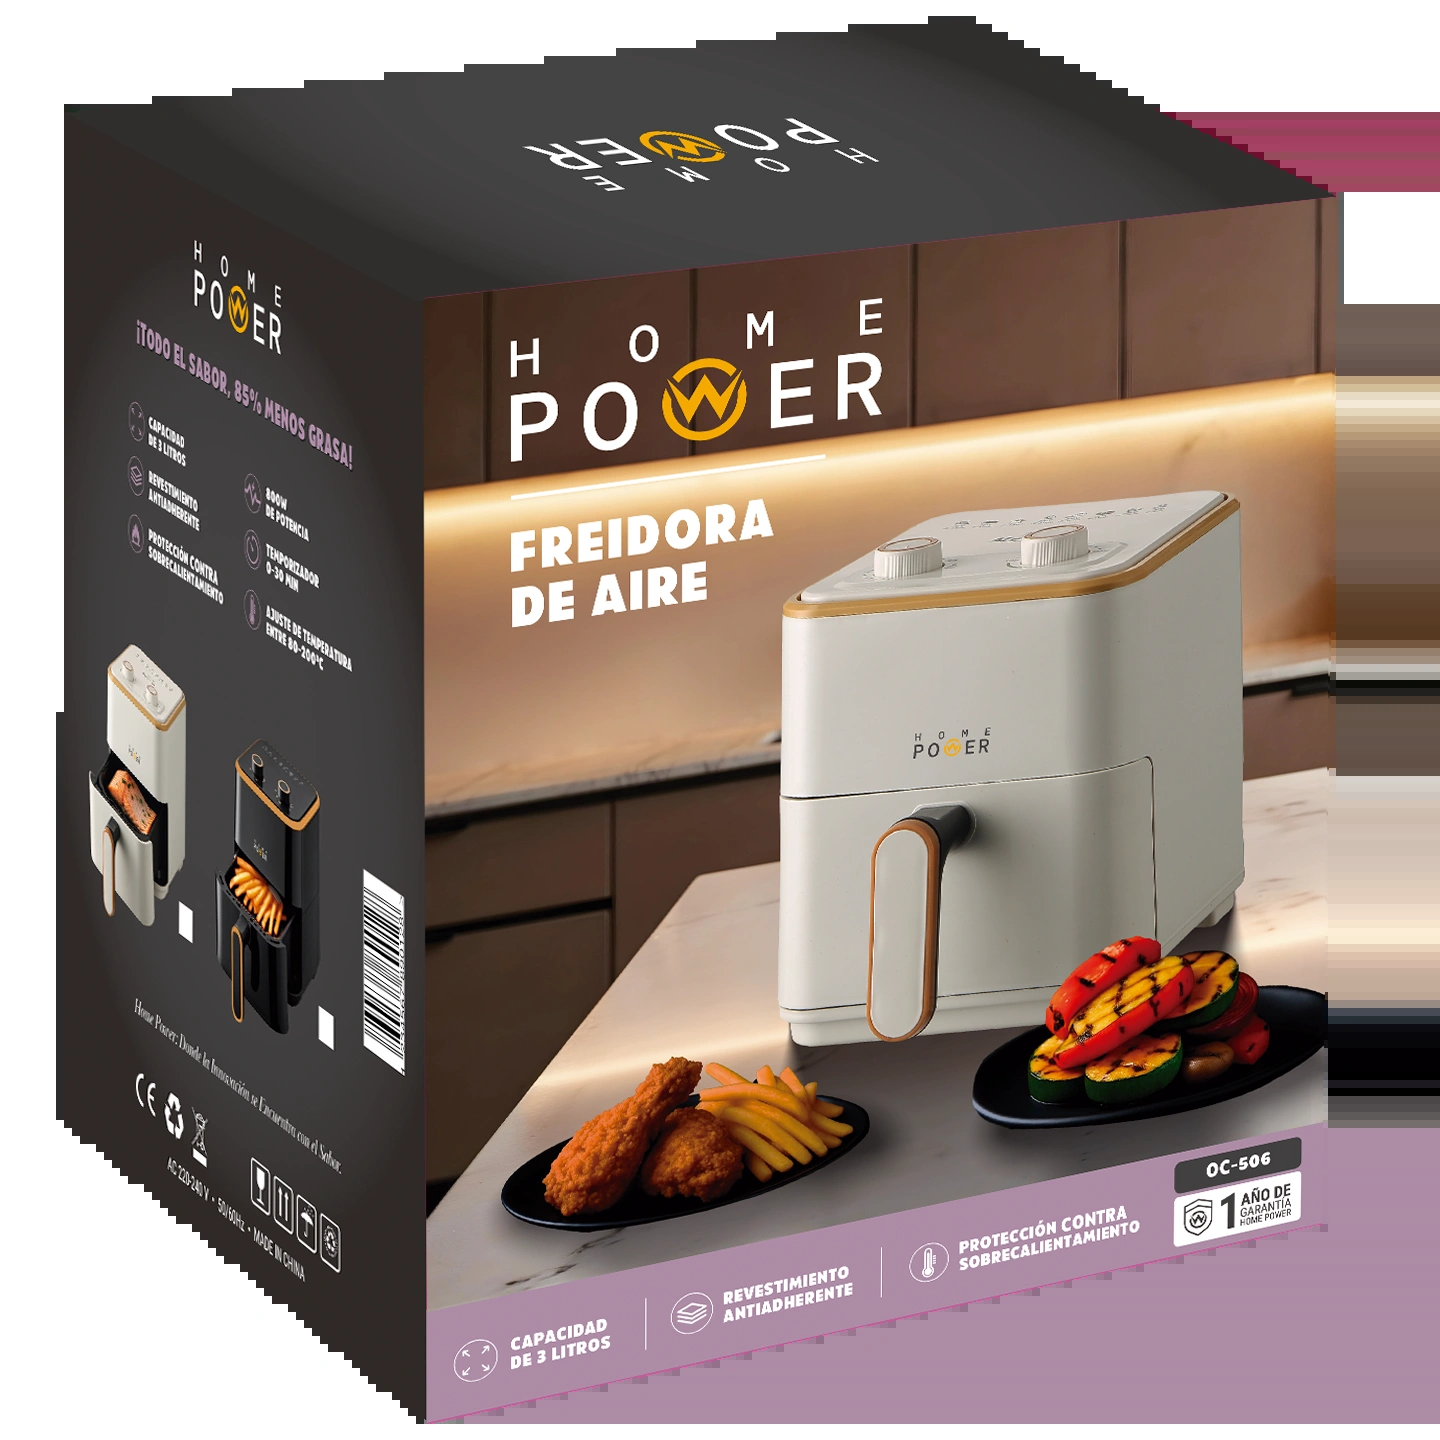 HOME
POWER
HOME
POWER
¡TODO EL SABOR, 85% MENOS GRASA!
CAPACIDAD
DE 3 LITROS
REVESTIMIENTO
ANTIADHERENTE
PROTECCIÓN CONTRA
SOBRECALIENTAMIENTO
800W
DE POTENCIA
TEMPORIZADOR
0-30 MIN
AJUSTE DE TEMPERATURA
ENTRE 80-200°C
Home Power: Donde la Innovación se Encuentra con el Sabor.
CE
AC 220-240 V • 50/60Hz • MADE IN CHINA
HOME
POWER
FREIDORA
DE AIRE
HOME
POWER
OC-506
1 AÑO DE
GARANTÍA
HOME POWER
CAPACIDAD
DE 3 LITROS
REVESTIMIENTO
ANTIADHERENTE
PROTECCIÓN CONTRA
SOBRECALIENTAMIENTO